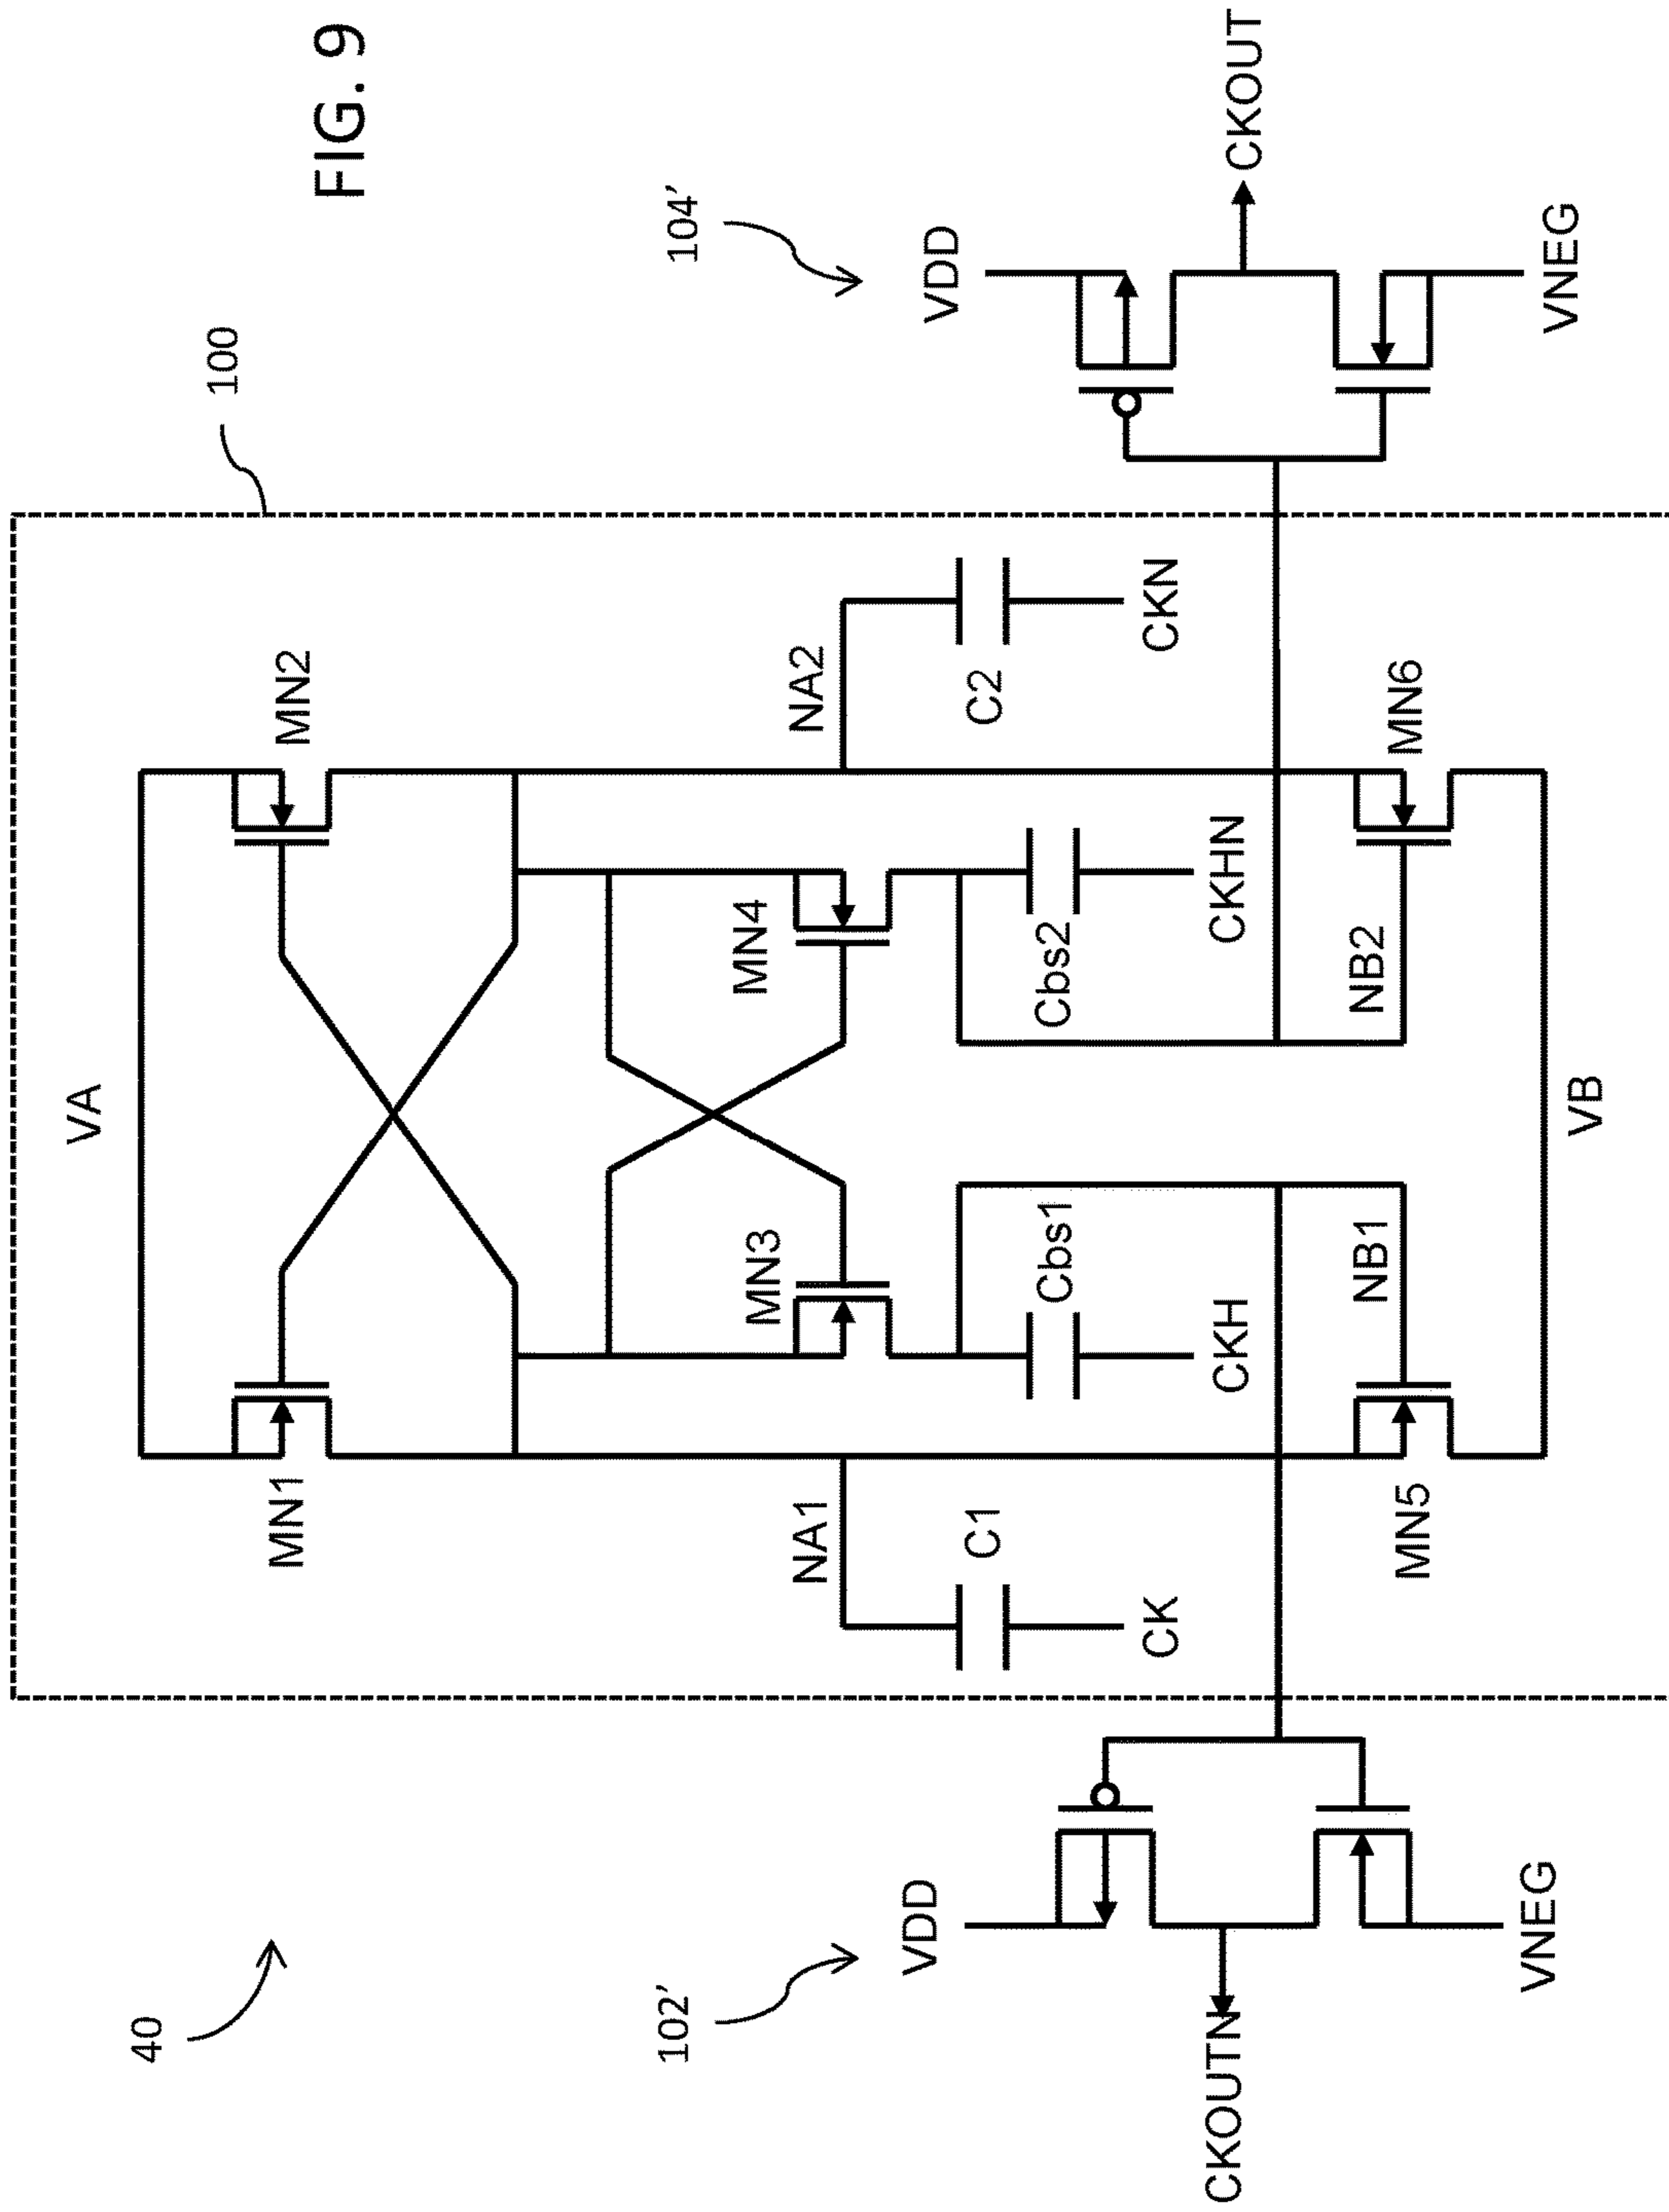 FIG. 9
40
100
102'
104'
VA
MN1
MN2
NA1
NA2
MN3
MN4
C1
C2
CK
CKN
Cbs1
Cbs2
CKH
CKHN
NB1
NB2
MN5
MN6
VB
VDD
VNEG
CKOUTN
VDD
VNEG
CKOUT